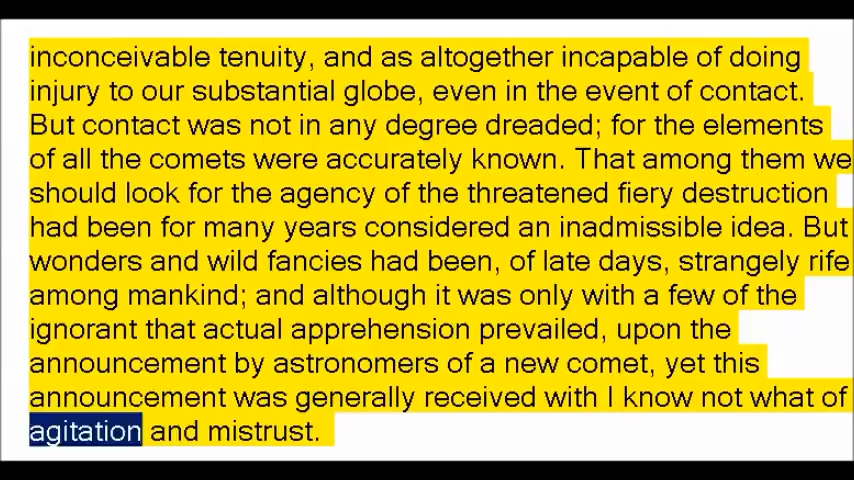 inconceivable tenuity, and as altogether incapable of doing
injury to our substantial globe, even in the event of contact.
But contact was not in any degree dreaded; for the elements
of all the comets were accurately known. That among them we
should look for the agency of the threatened fiery destruction
had been for many years considered an inadmissible idea. But
wonders and wild fancies had been, of late days, strangely rife
among mankind; and although it was only with a few of the
ignorant that actual apprehension prevailed, upon the
announcement by astronomers of a new comet, yet this
announcement was generally received with I know not what of
agitation and mistrust.